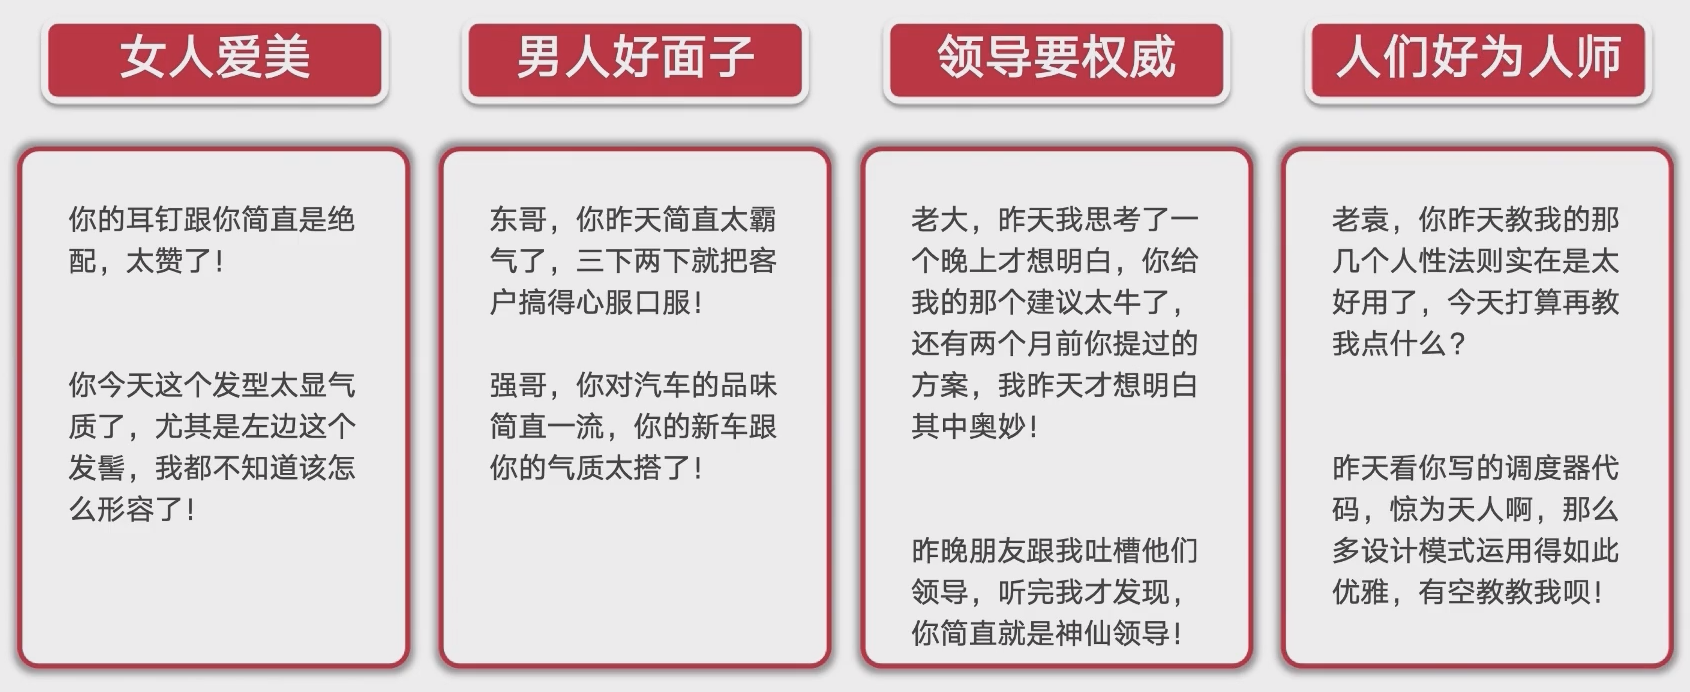 女人爱美
你的耳钉跟你简直是绝
配，太赞了！
你今天这个发型太显气
质了，尤其是左边这个
发髻，我都不知道该怎
么形容了！
男人好面子
东哥，你昨天简直太霸
气了，三下两下就把客
户搞得心服口服！
强哥，你对汽车的品味
简直一流，你的新车跟
你的气质太搭了！
领导要权威
老大，昨天我思考了一
个晚上才想明白，你给
我的那个建议太牛了，
还有两个月前你提过的
方案，我昨天才想明白
其中奥妙！
昨晚朋友跟我吐槽他们
领导，听完我才发现，
你简直就是神仙领导！
人们好为人师
老袁，你昨天教我的那
几个人性法则实在是太
好用了，今天打算再教
我点什么？
昨天看你写的调度器代
码，惊为天人啊，那么
多设计模式运用得如此
优雅，有空教教我呗！